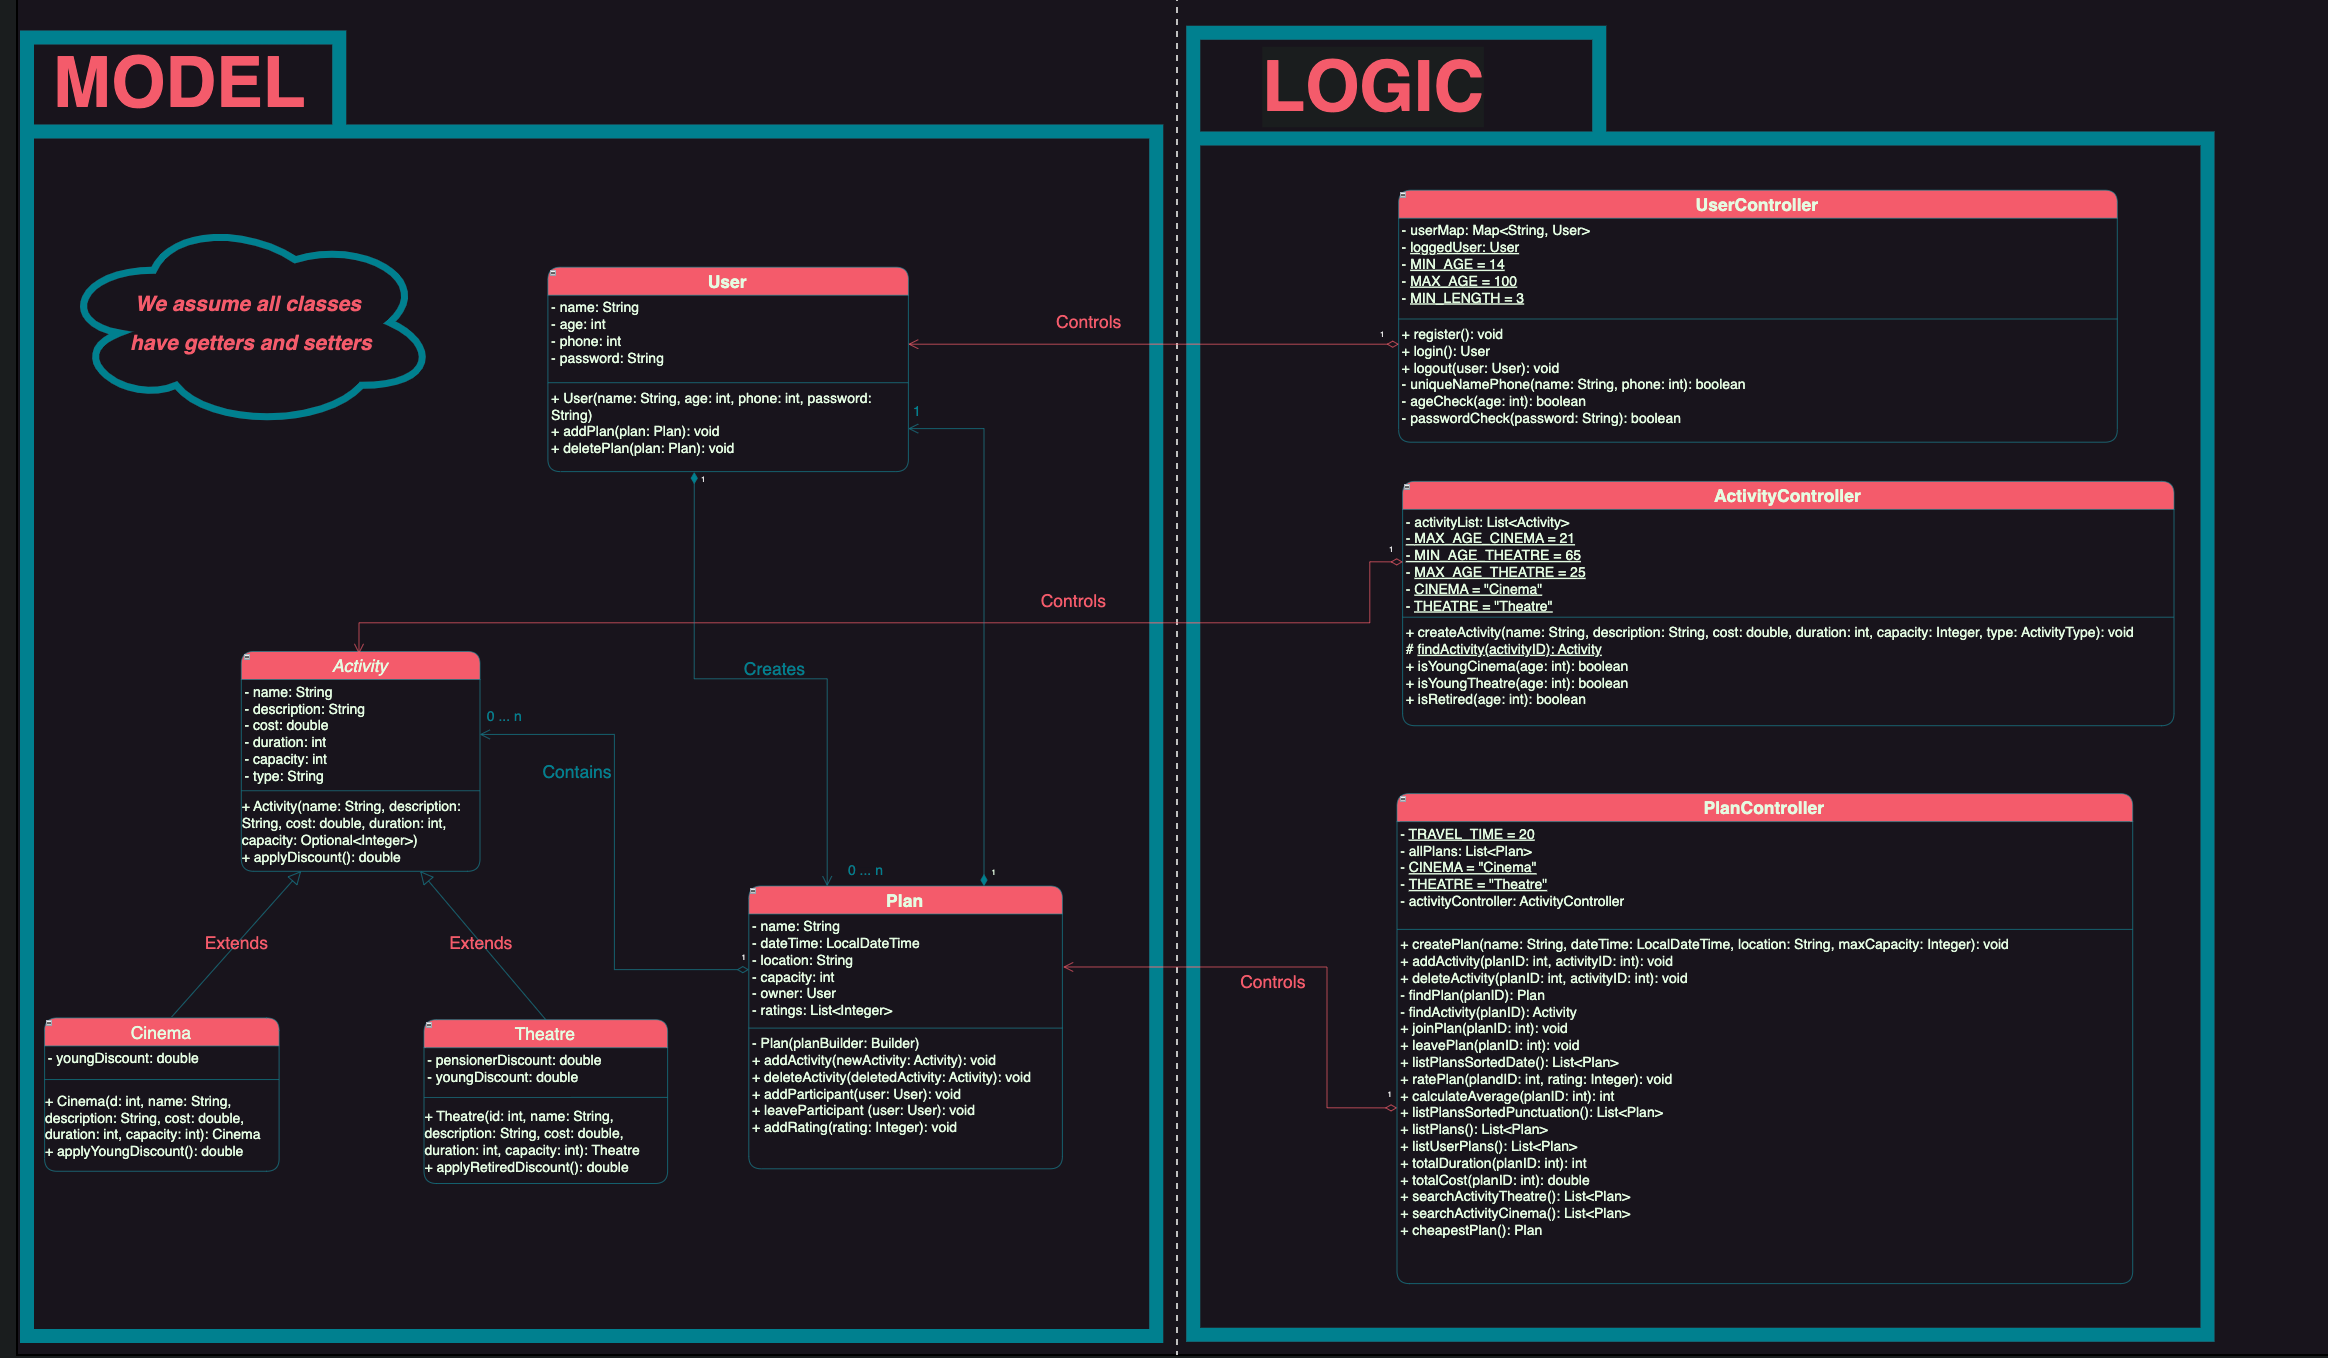 MODEL
We assume all classes
have getters and setters
User
- name: String
- age: int
- phone: int
- password: String
+ User(name: String, age: int, phone: int, password:
String)
+ addPlan(plan: Plan): void
+ deletePlan(plan: Plan): void
1
1
Controls
Controls
Creates
Contains
0 ... n
0 ... n
1
1
Activity
- name: String
- description: String
- cost: double
- duration: int
- capacity: int
- type: String
+ Activity(name: String, description:
String, cost: double, duration: int,
capacity: Optional<Integer>)
+ applyDiscount(): double
Extends
Extends
Cinema
- youngDiscount: double
+ Cinema(d: int, name: String,
description: String, cost: double,
duration: int, capacity: int): Cinema
+ applyYoungDiscount(): double
Theatre
- pensionerDiscount: double
- youngDiscount: double
+ Theatre(id: int, name: String,
description: String, cost: double,
duration: int, capacity: int): Theatre
+ applyRetiredDiscount(): double
Plan
- name: String
- dateTime: LocalDateTime
- location: String
- capacity: int
- owner: User
- ratings: List<Integer>
- Plan(planBuilder: Builder)
+ addActivity(newActivity: Activity): void
+ deleteActivity(deletedActivity: Activity): void
+ addParticipant(user: User): void
+ leaveParticipant (user: User): void
+ addRating(rating: Integer): void
LOGIC
UserController
- userMap: Map<String, User>
- loggedUser: User
- MIN_AGE = 14
- MAX_AGE = 100
- MIN_LENGTH = 3
1
+ register(): void
+ login(): User
+ logout(user: User): void
- uniqueNamePhone(name: String, phone: int): boolean
- ageCheck(age: int): boolean
- passwordCheck(password: String): boolean
ActivityController
- activityList: List<Activity>
- MAX_AGE_CINEMA = 21
- MIN_AGE_THEATRE = 65
- MAX_AGE_THEATRE = 25
- CINEMA = "Cinema"
- THEATRE = "Theatre"
1
+ createActivity(name: String, description: String, cost: double, duration: int, capacity: Integer, type: ActivityType): void
# findActivity(activityID): Activity
+ isYoungCinema(age: int): boolean
+ isYoungTheatre(age: int): boolean
+ isRetired(age: int): boolean
PlanController
- TRAVEL_TIME = 20
- allPlans: List<Plan>
- CINEMA = "Cinema"
- THEATRE = "Theatre"
- activityController: ActivityController
+ createPlan(name: String, dateTime: LocalDateTime, location: String, maxCapacity: Integer): void
+ addActivity(planID: int, activityID: int): void
+ deleteActivity(planID: int, activityID: int): void
- findPlan(planID): Plan
- findActivity(planID): Activity
+ joinPlan(planID: int): void
+ leavePlan(planID: int): void
+ listPlansSortedDate(): List<Plan>
+ ratePlan(plandID: int, rating: Integer): void
+ calculateAverage(planID: int): int
+ listPlansSortedPunctuation(): List<Plan>
+ listPlans(): List<Plan>
+ listUserPlans(): List<Plan>
+ totalDuration(planID: int): int
+ totalCost(planID: int): double
+ searchActivityTheatre(): List<Plan>
+ searchActivityCinema(): List<Plan>
+ cheapestPlan(): Plan
Controls
1